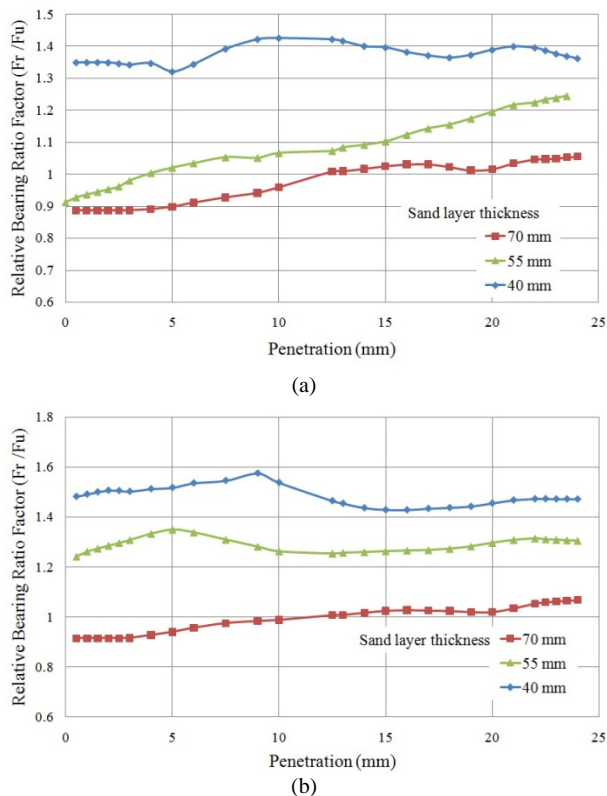 Relative Bearing Ratio Factor (Fr /Fu)
1.5
1.4
1.3
1.2
1.1
1
0.9
0.8
0.7
0.6
0 5 10 15 20 25
Sand layer thickness
70 mm
55 mm
40 mm
Penetration (mm)
(a)
Relative Bearing Ratio Factor (Fr /Fu)
1.8
1.6
1.4
1.2
1
0.8
0.6
0 5 10 15 20 25
Sand layer thickness
70 mm
55 mm
40 mm
Penetration (mm)
(b)